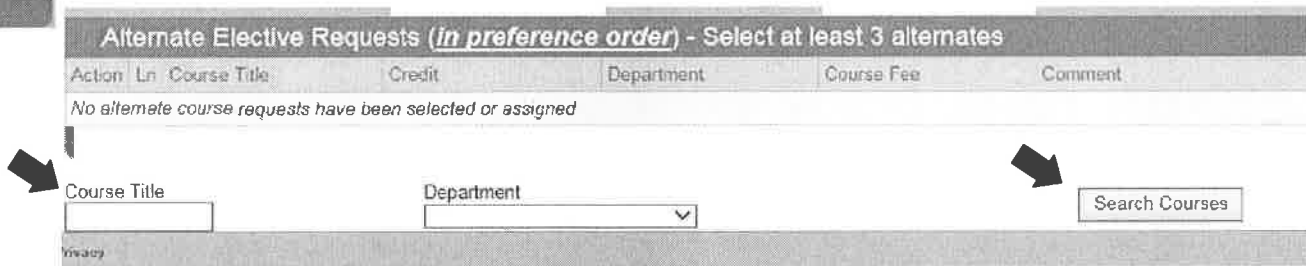 Alternate Elective Requests (in preference order) - Select at least 3 alternates
Action Ln Course Title Credit Department Course Fee Comment
No alternate course requests have been selected or assigned
Course Title Department
Search Courses
Privacy